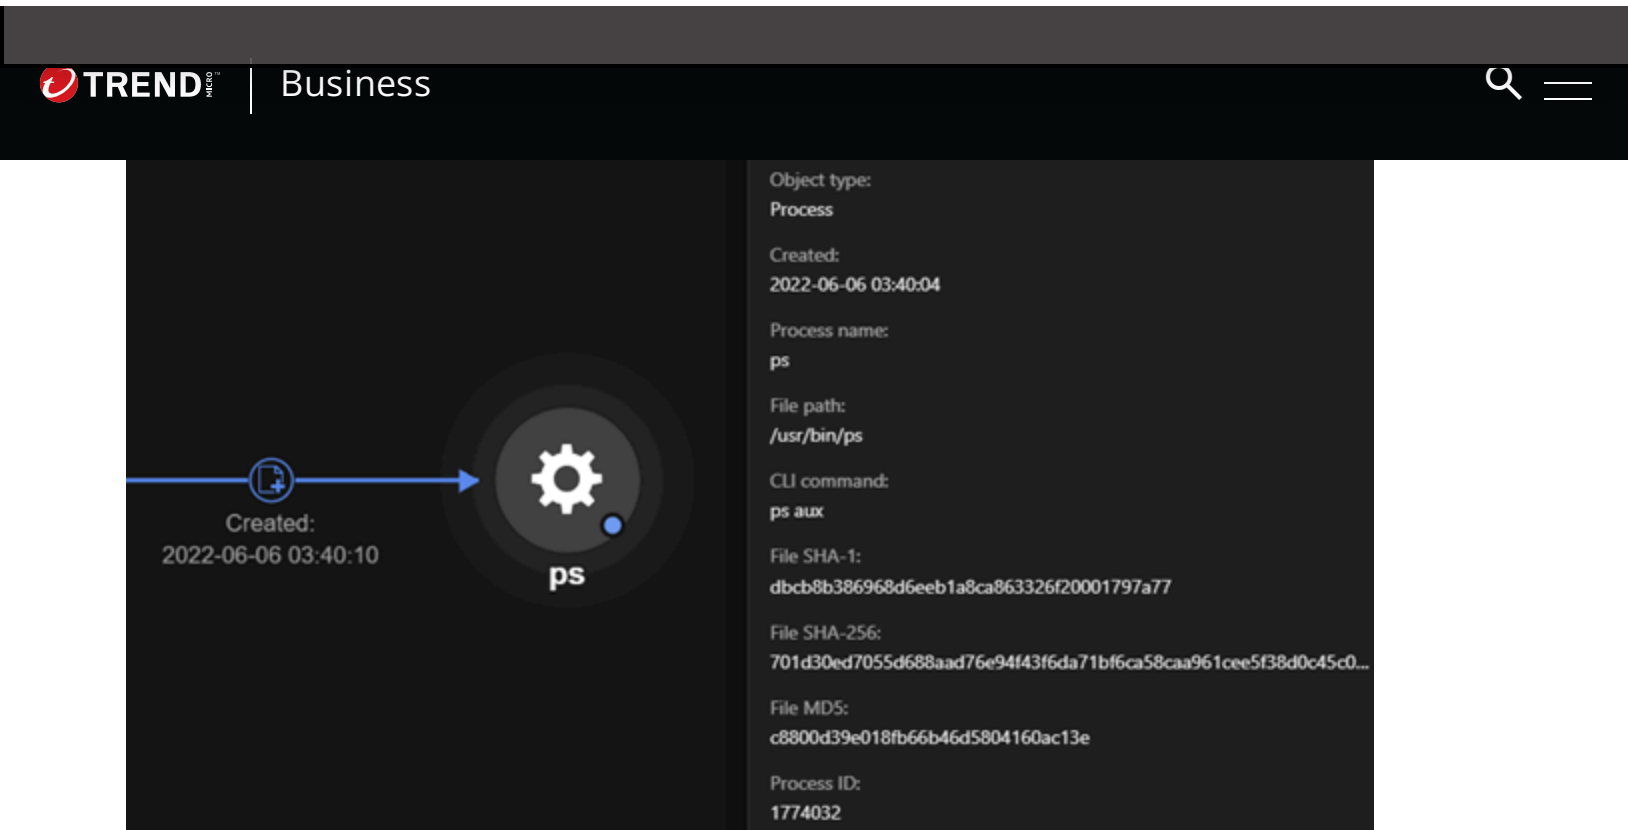 TREND MICRO™
Business
Object type:
Process
Created:
2022-06-06 03:40:04
Process name:
ps
File path:
/usr/bin/ps
CLI command:
ps aux
File SHA-1:
dbcb8b386968d6eeb1a8ca863326f20001797a77
File SHA-256:
701d30ed7055d688aad76e94f43f6da71bf6ca58caa961cee5f38d0c45c0...
File MD5:
c8800d39e018fb66b46d5804160ac13e
Process ID:
1774032
Created:
2022-06-06 03:40:10
ps